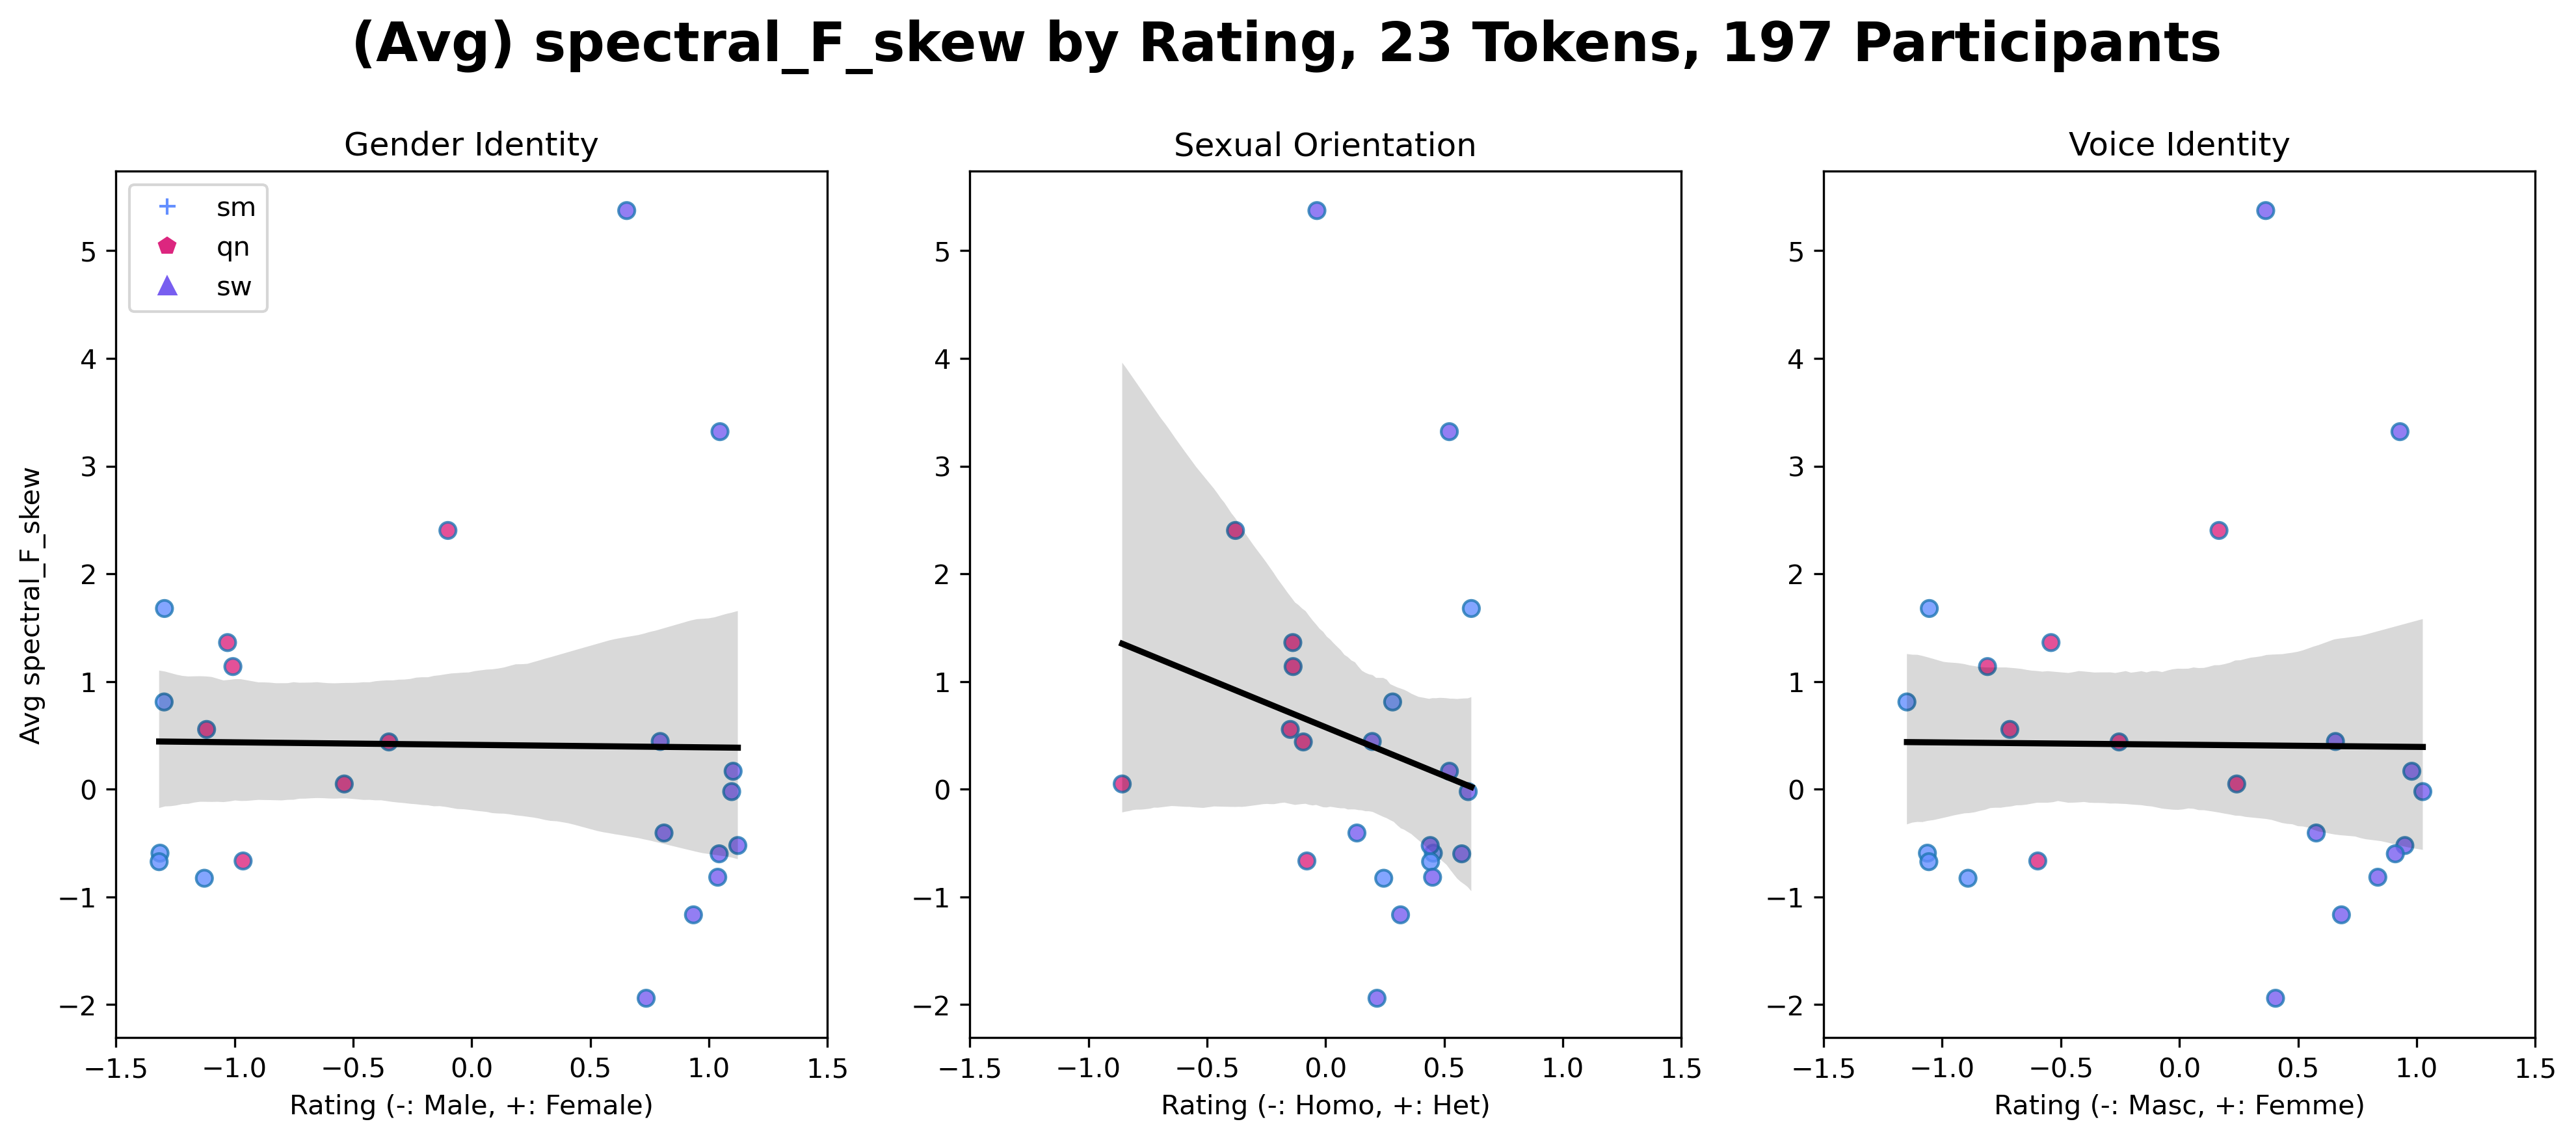 (Avg) spectral_F_skew by Rating, 23 Tokens, 197 Participants
Gender Identity
sm
qn
sw
5
4
3
2
1
0
−1
−2
Avg spectral_F_skew
−1.5 −1.0 −0.5 0.0 0.5 1.0 1.5
Rating (-: Male, +: Female)
Sexual Orientation
5
4
3
2
1
0
−1
−2
−1.5 −1.0 −0.5 0.0 0.5 1.0 1.5
Rating (-: Homo, +: Het)
Voice Identity
5
4
3
2
1
0
−1
−2
−1.5 −1.0 −0.5 0.0 0.5 1.0 1.5
Rating (-: Masc, +: Femme)